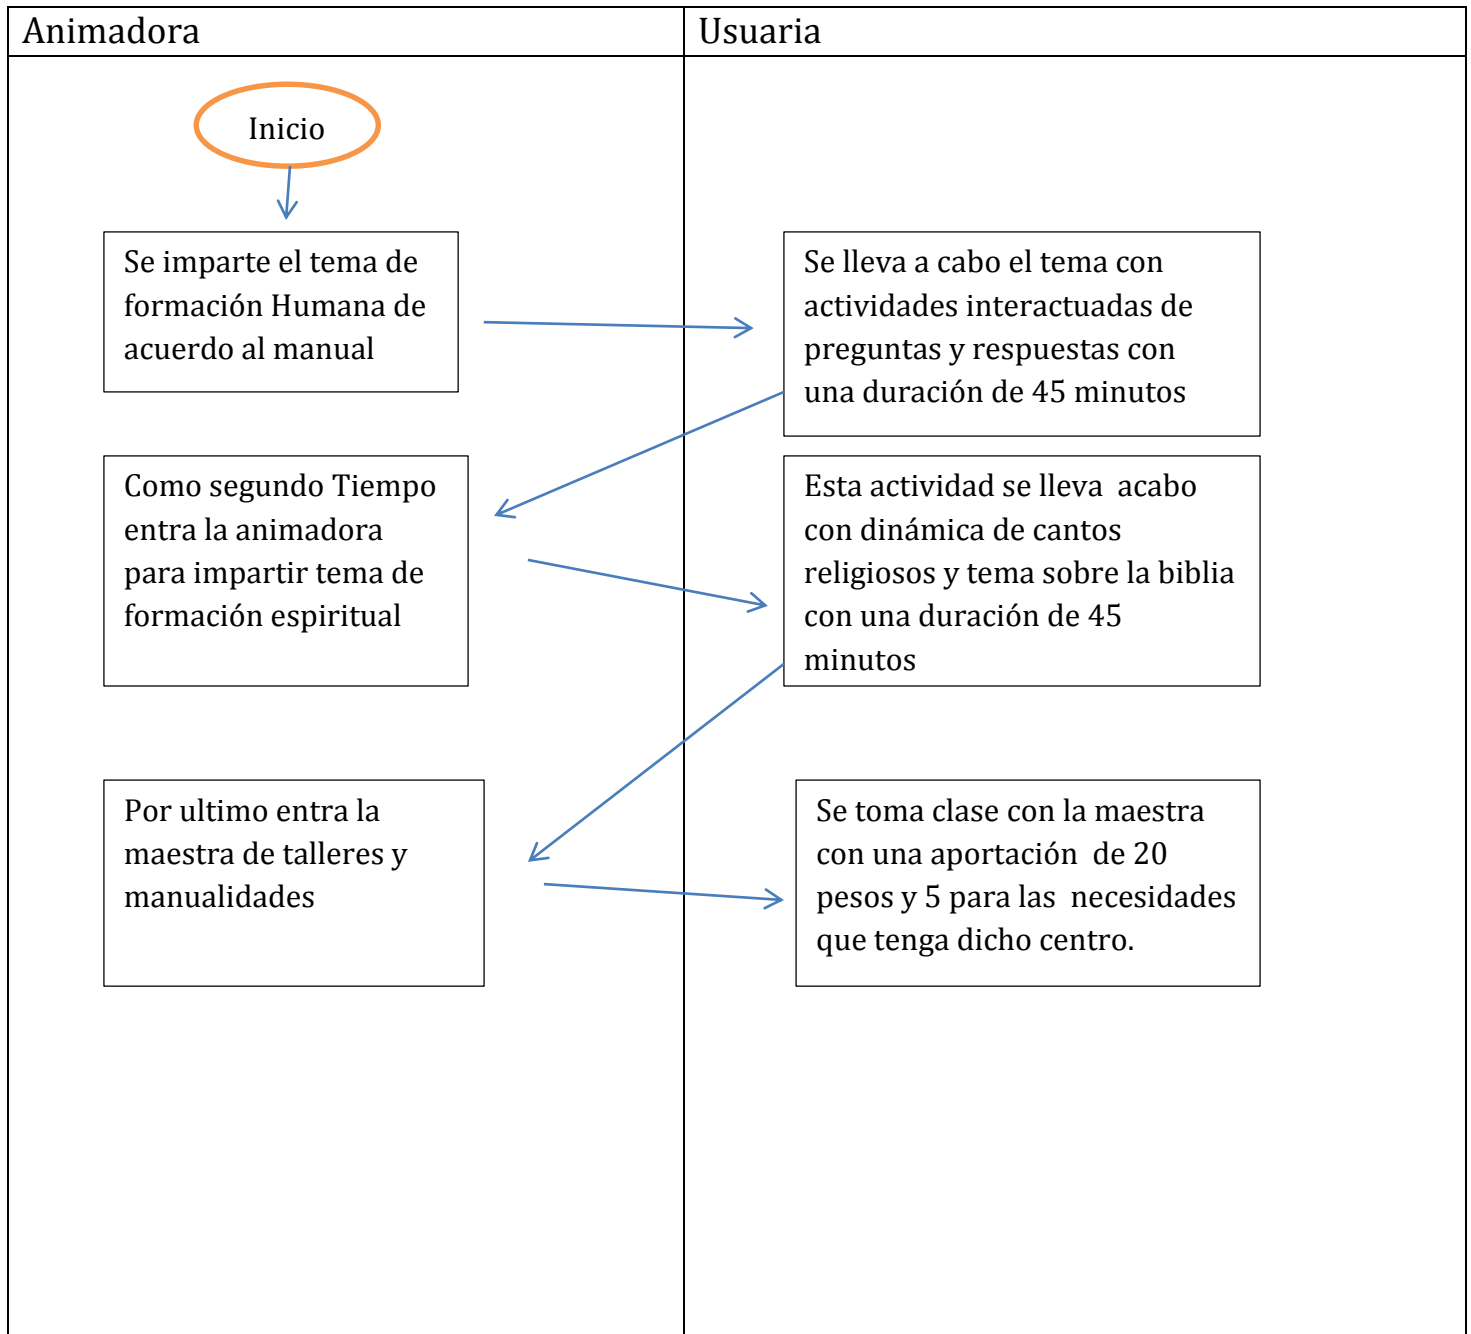 Animadora
Usuaria
Inicio
Se imparte el tema de
formación Humana de
acuerdo al manual
Se lleva a cabo el tema con
actividades interactuadas de
preguntas y respuestas con
una duración de 45 minutos
Como segundo Tiempo
entra la animadora
para impartir tema de
formación espiritual
Esta actividad se lleva  acabo
con dinámica de cantos
religiosos y tema sobre la biblia
con una duración de 45
minutos
Por ultimo entra la
maestra de talleres y
manualidades
Se toma clase con la maestra
con una aportación  de 20
pesos y 5 para las  necesidades
que tenga dicho centro.